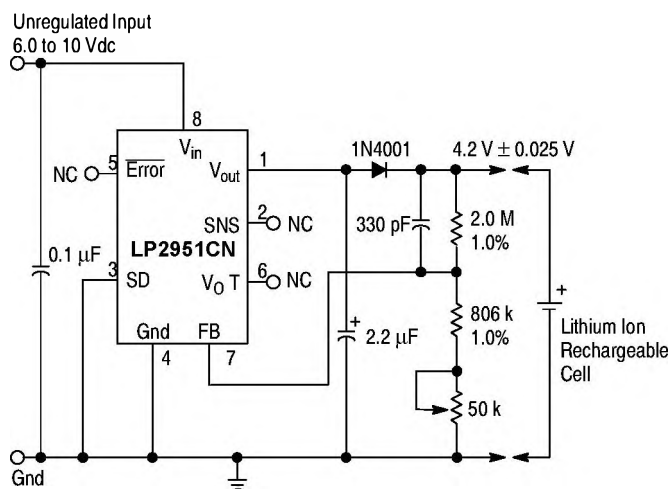 Unregulated Input
6.0 to 10 Vdc
8
Vin
1N4001
4.2 V ± 0.025 V
5
NC
Error
Vout
1
SNS
2
NC
330 pF
2.0 M
1.0%
LP2951CN
0.1 µF
3
SD
VO T
6
NC
806 k
1.0%
+
Lithium Ion
Rechargeable
Cell
Gnd
FB
4
7
+
2.2 µF
50 k
Gnd